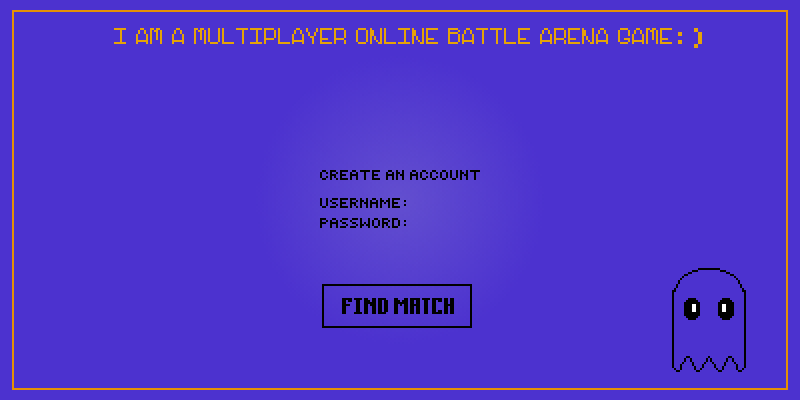 I AM A MULTIPLAYER ONLINE BATTLE ARENA GAME:)
CREATE AN ACCOUNT
USERNAME:
PASSWORD:
FIND MATCH